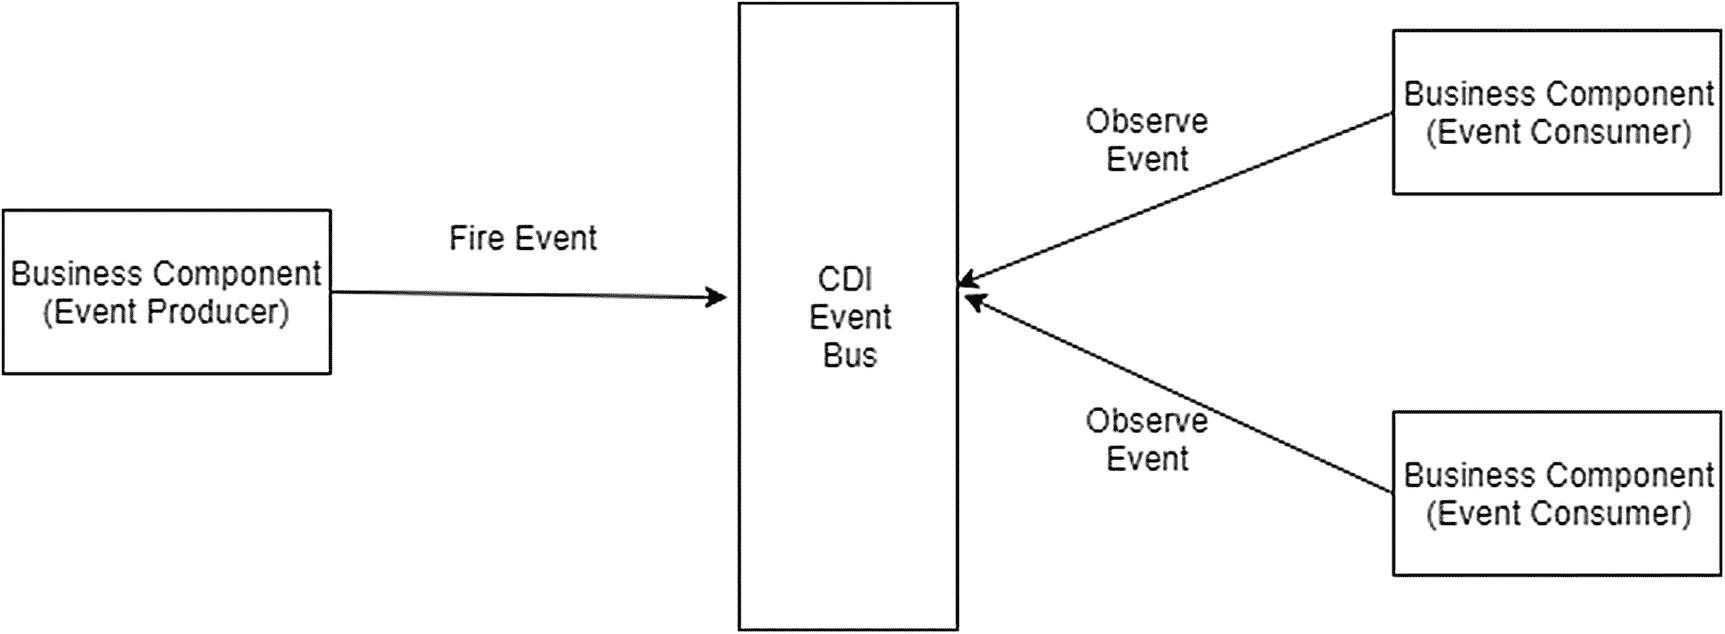 Business Component
(Event Producer)
Fire Event
CDI
Event
Bus
Observe
Event
Business Component
(Event Consumer)
Observe
Event
Business Component
(Event Consumer)